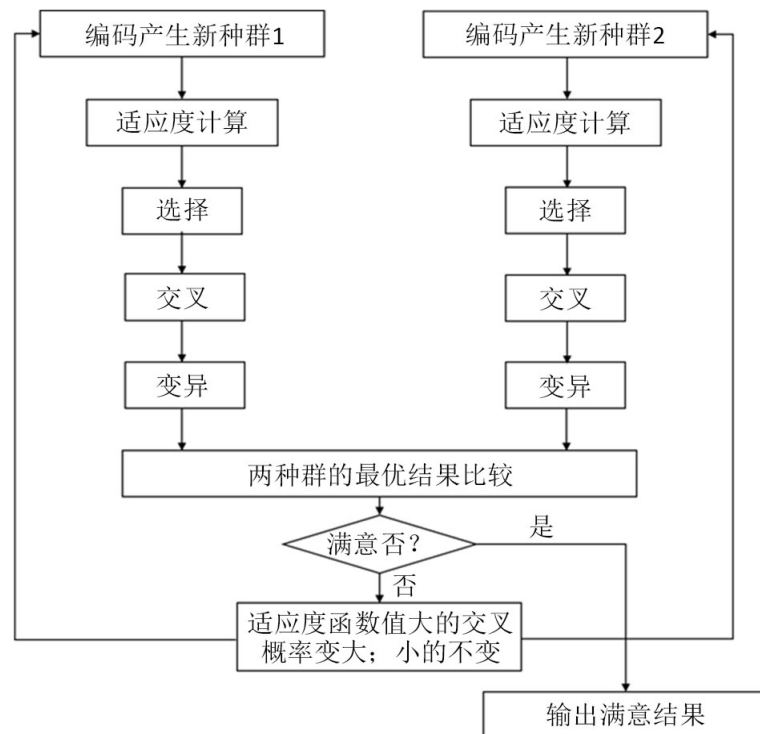 编码产生新种群1
编码产生新种群2
适应度计算
适应度计算
选择
选择
交叉
交叉
变异
变异
两种群的最优结果比较
满意否?
是
否
适应度函数值大的交叉
概率变大；小的不变
输出满意结果